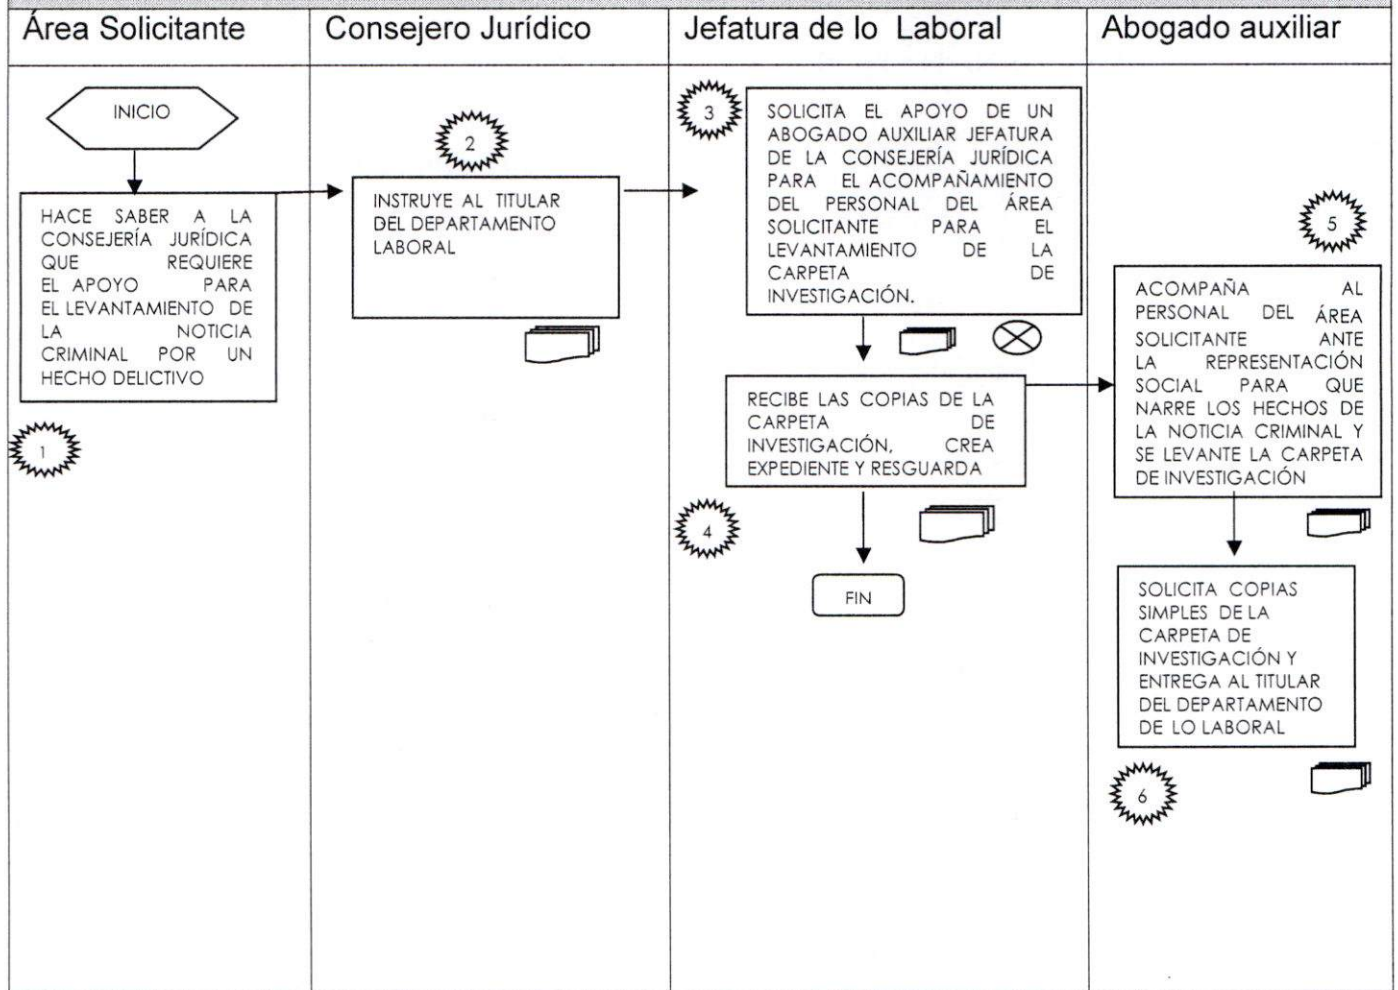 Área Solicitante
Consejero Jurídico
Jefatura de lo Laboral
Abogado auxiliar
INICIO
HACE SABER A LA
CONSEJERÍA JURÍDICA
QUE REQUIERE
EL APOYO PARA
EL LEVANTAMIENTO DE
LA NOTICIA
CRIMINAL POR UN
HECHO DELICTIVO
1
2
INSTRUYE AL TITULAR
DEL DEPARTAMENTO
LABORAL
3
SOLICITA EL APOYO DE UN
ABOGADO AUXILIAR JEFATURA
DE LA CONSEJERÍA JURÍDICA
PARA EL ACOMPAÑAMIENTO
DEL PERSONAL DEL ÁREA
SOLICITANTE PARA EL
LEVANTAMIENTO DE LA
CARPETA DE
INVESTIGACIÓN.
RECIBE LAS COPIAS DE LA
CARPETA DE
INVESTIGACIÓN, CREA
EXPEDIENTE Y RESGUARDA
4
FIN
5
ACOMPAÑA AL
PERSONAL DEL ÁREA
SOLICITANTE ANTE
LA REPRESENTACIÓN
SOCIAL PARA QUE
NARRE LOS HECHOS DE
LA NOTICIA CRIMINAL Y
SE LEVANTE LA CARPETA
DE INVESTIGACIÓN
SOLICITA COPIAS
SIMPLES DE LA
CARPETA DE
INVESTIGACIÓN Y
ENTREGA AL TITULAR
DEL DEPARTAMENTO
DE LO LABORAL
6